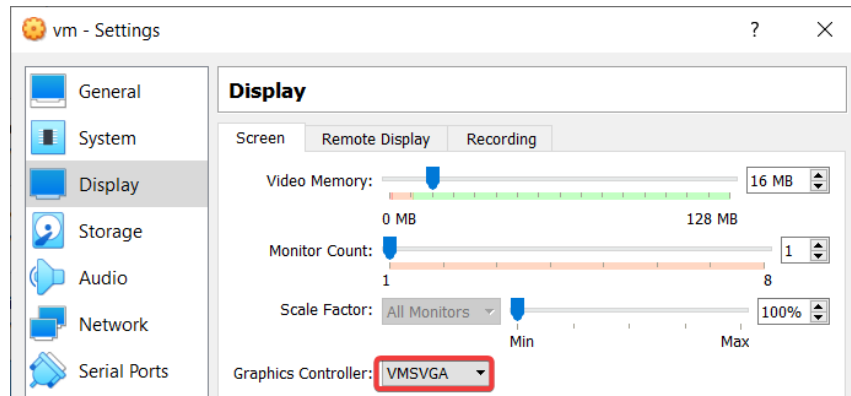 vm - Settings
?
General
System
Display
Storage
Audio
Network
Serial Ports
Display
Screen Remote Display Recording
Video Memory: 16 MB
0 MB 128 MB
Monitor Count: 1
1 8
Scale Factor: All Monitors 100%
Min Max
Graphics Controller: VMSVGA